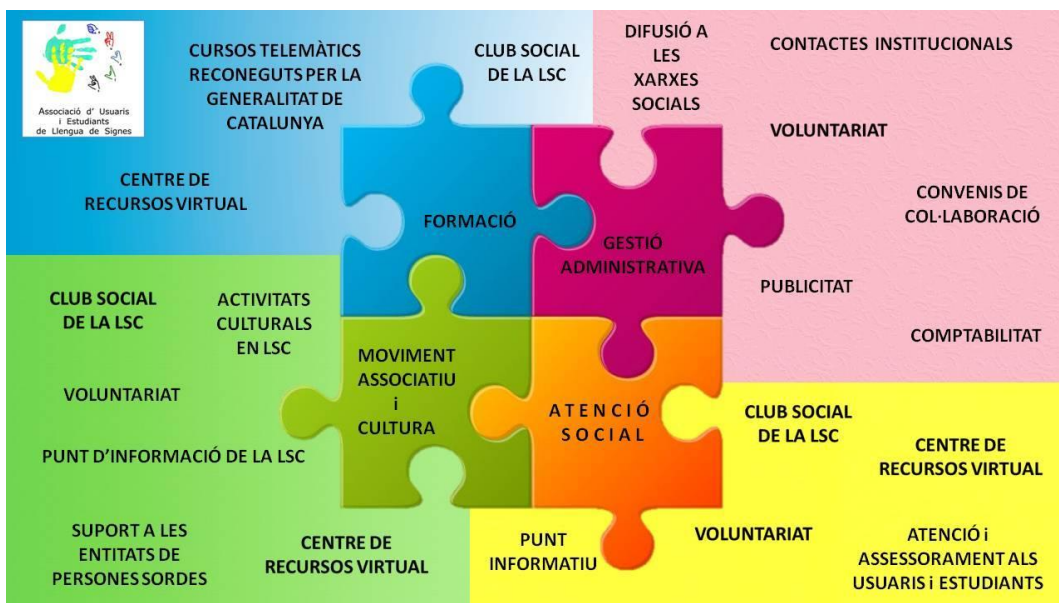 Associació d' Usuaris
i Estudiants
de Llengua de Signes
CURSOS TELEMÀTICS
RECONEGUTS PER LA
GENERALITAT DE
CATALUNYA
CLUB SOCIAL
DE LA LSC
CENTRE DE
RECURSOS VIRTUAL
FORMACIÓ
DIFUSIÓ A
LES
XARXES
SOCIALS
CONTACTES INSTITUCIONALS
VOLUNTARIAT
CONVENIS DE
COL·LABORACIÓ
GESTIÓ
ADMINISTRATIVA
PUBLICITAT
COMPTABILITAT
CLUB SOCIAL
DE LA LSC
ACTIVITATS
CULTURALS
EN LSC
VOLUNTARIAT
MOVIMENT
ASSOCIATIU
i
CULTURA
PUNT D'INFORMACIÓ DE LA LSC
SUPORT A LES
ENTITATS DE
PERSONES SORDES
CENTRE DE
RECURSOS VIRTUAL
ATENCIÓ
SOCIAL
CLUB SOCIAL
DE LA LSC
CENTRE DE
RECURSOS VIRTUAL
PUNT
INFORMATIU
VOLUNTARIAT
ATENCIÓ i
ASSESSORAMENT ALS
USUARIS i ESTUDIANTS